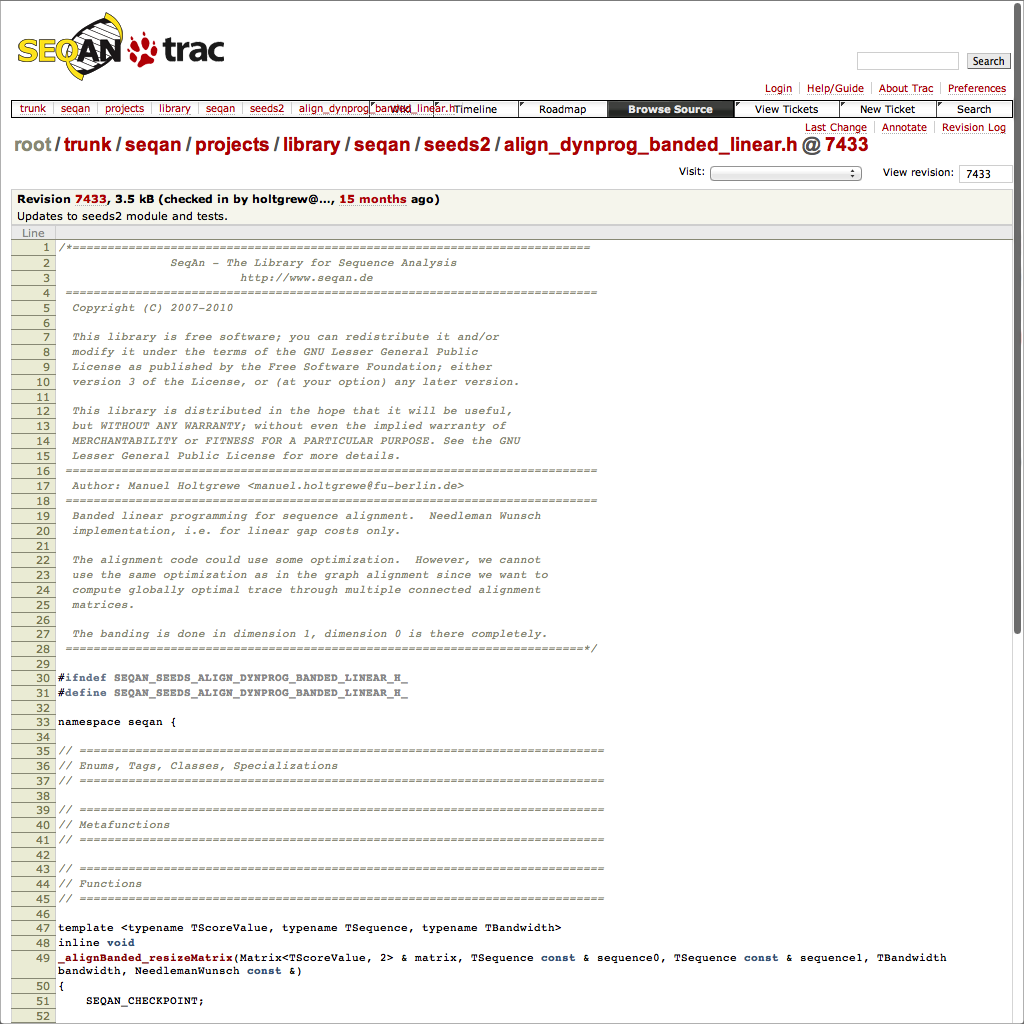 SEQAN trac
Search
Login Help/Guide About Trac Preferences
trunk seqan projects library seqan seeds2 align_dynprog_banded_linear.h Wiki Timeline Roadmap Browse Source View Tickets New Ticket Search
Last Change Annotate Revision Log
root / trunk / seqan / projects / library / seqan / seeds2 / align_dynprog_banded_linear.h @ 7433
Visit: View revision: 7433
Revision 7433, 3.5 kB (checked in by holtgrew@..., 15 months ago)
Updates to seeds2 module and tests.
Line
1 /*==========================================================================
2 SeqAn - The Library for Sequence Analysis
3 http://www.seqan.de
4 ============================================================================
5 Copyright (C) 2007-2010
6
7 This library is free software; you can redistribute it and/or
8 modify it under the terms of the GNU Lesser General Public
9 License as published by the Free Software Foundation; either
10 version 3 of the License, or (at your option) any later version.
11
12 This library is distributed in the hope that it will be useful,
13 but WITHOUT ANY WARRANTY; without even the implied warranty of
14 MERCHANTABILITY or FITNESS FOR A PARTICULAR PURPOSE. See the GNU
15 Lesser General Public License for more details.
16 ============================================================================
17 Author: Manuel Holtgrewe <manuel.holtgrewe@fu-berlin.de>
18 ============================================================================
19 Banded linear programming for sequence alignment.  Needleman Wunsch
20 implementation, i.e. for linear gap costs only.
21
22 The alignment code could use some optimization.  However, we cannot
23 use the same optimization as in the graph alignment since we want to
24 compute globally optimal trace through multiple connected alignment
25 matrices.
26
27 The banding is done in dimension 1, dimension 0 is there completely.
28 ==========================================================================*/
29
30 #ifndef SEQAN_SEEDS_ALIGN_DYNPROG_BANDED_LINEAR_H_
31 #define SEQAN_SEEDS_ALIGN_DYNPROG_BANDED_LINEAR_H_
32
33 namespace seqan {
34
35 // ===========================================================================
36 // Enums, Tags, Classes, Specializations
37 // ===========================================================================
38
39 // ===========================================================================
40 // Metafunctions
41 // ===========================================================================
42
43 // ===========================================================================
44 // Functions
45 // ===========================================================================
46
47 template <typename TScoreValue, typename TSequence, typename TBandwidth>
48 inline void
49 _alignBanded_resizeMatrix(Matrix<TScoreValue, 2> & matrix, TSequence const & sequence0, TSequence const & sequence1, TBandwidth
bandwidth, NeedlemanWunsch const &)
50 {
51 SEQAN_CHECKPOINT;
52